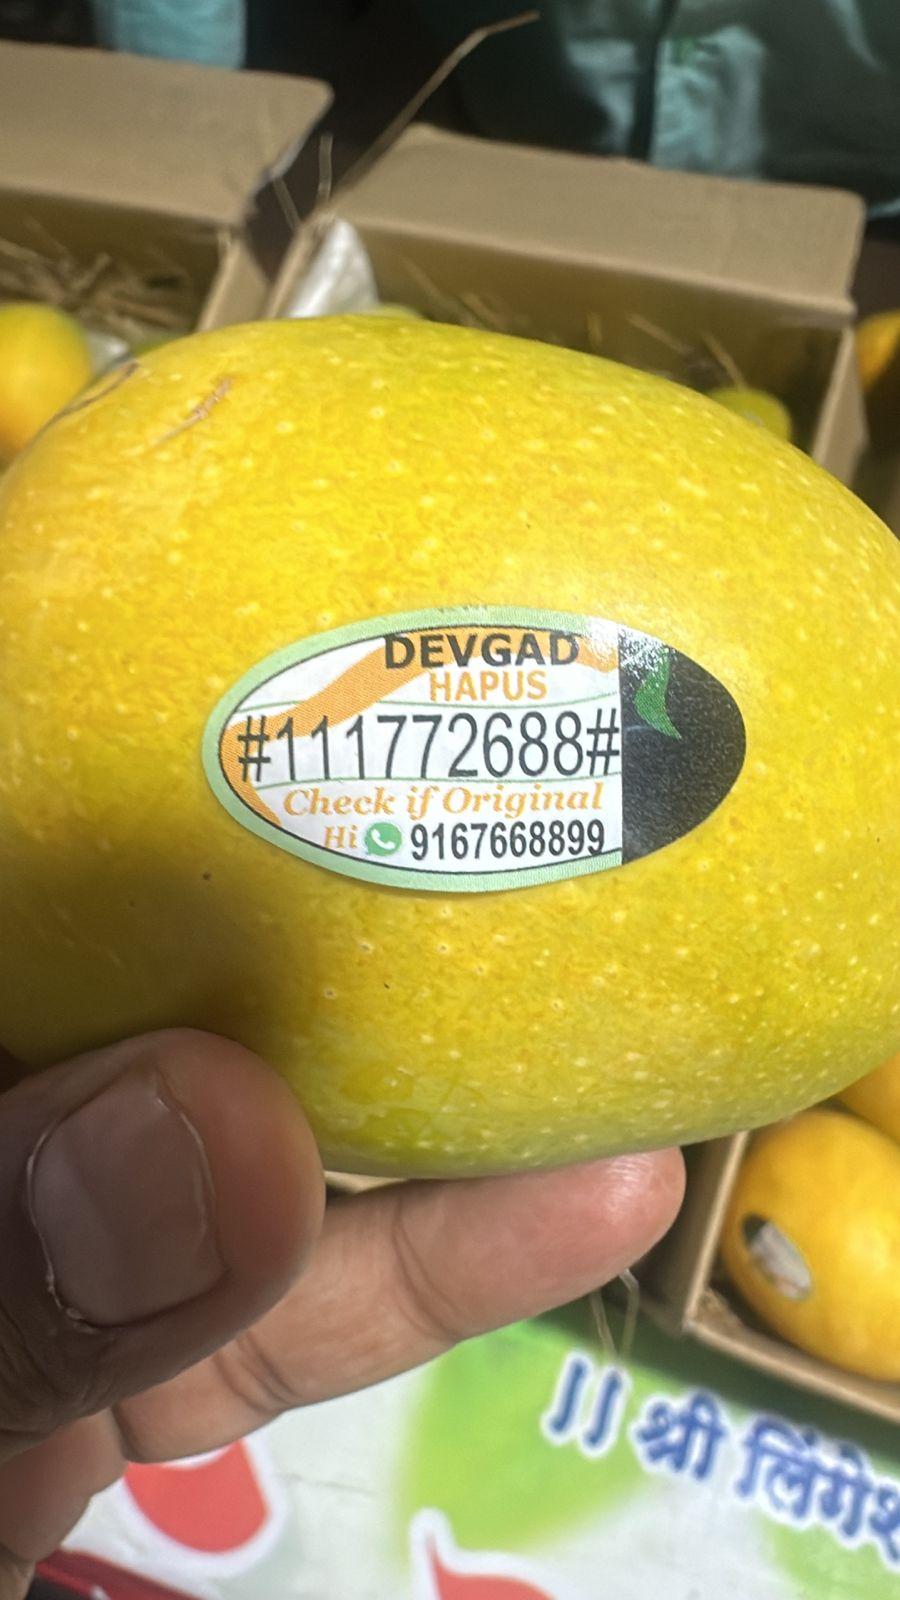 DEVGAD
HAPUS
#111772688#
Check if Original
Hi 9167668899
|| श्री